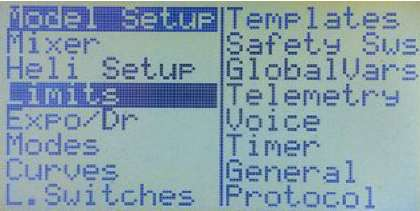 Model Setup
Mixer
Heli Setup
Limits
Expo/Dr
Modes
Curves
L.Switches
Templates
Safety Sws
GlobalVars
Telemetry
Voice
Timer
General
Protocol